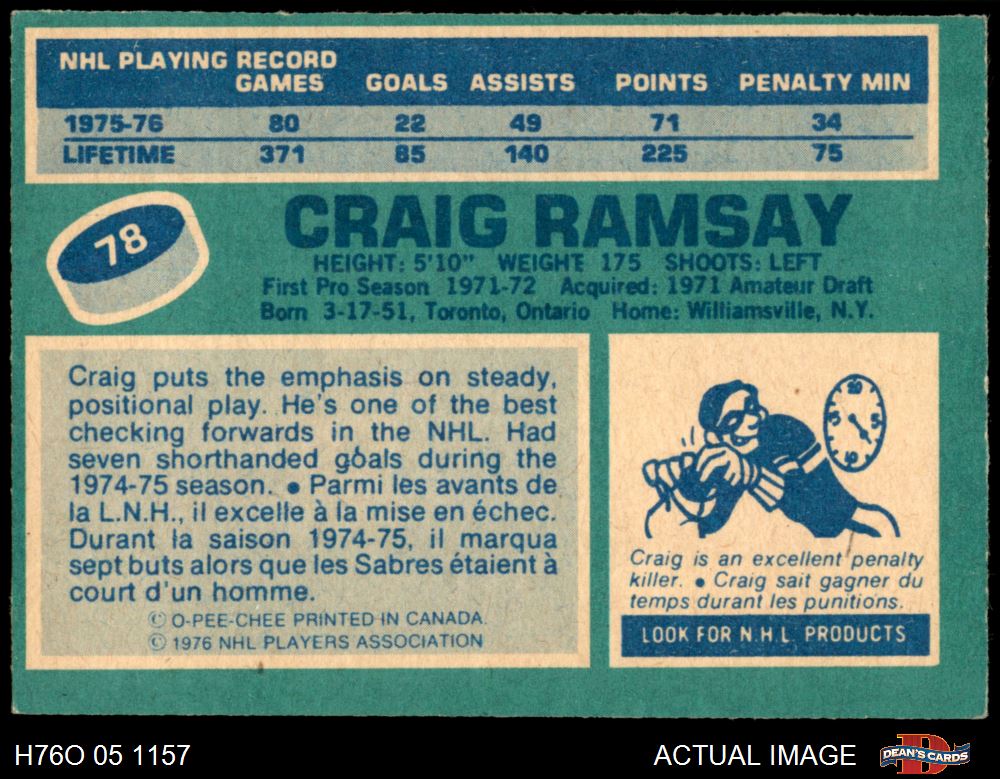 NHL PLAYING RECORD
GAMES GOALS ASSISTS POINTS PENALTY MIN
1975-76 80 22 49 71 34
LIFETIME 371 85 140 225 75
78
CRAIG RAMSAY
HEIGHT: 5'10" WEIGHT 175 SHOOTS: LEFT
First Pro Season 1971-72 Acquired: 1971 Amateur Draft
Born 3-17-51, Toronto, Ontario Home: Williamsville, N.Y.
Craig puts the emphasis on steady,
positional play. He's one of the best
checking forwards in the NHL. Had
seven shorthanded goals during the
1974-75 season. ● Parmi les avants de
la L.N.H., il excelle à la mise en échec.
Durant la saison 1974-75, il marqua
sept buts alors que les Sabres étaient à
court d'un homme.
© O-PEE-CHEE PRINTED IN CANADA.
© 1976 NHL PLAYERS ASSOCIATION
20
15
5
10
Craig is an excellent penalty
killer. ● Craig sait gagner du
temps durant les punitions.
LOOK FOR N.H.L. PRODUCTS
H76O 05 1157
ACTUAL IMAGE
DEAN'S CARDS